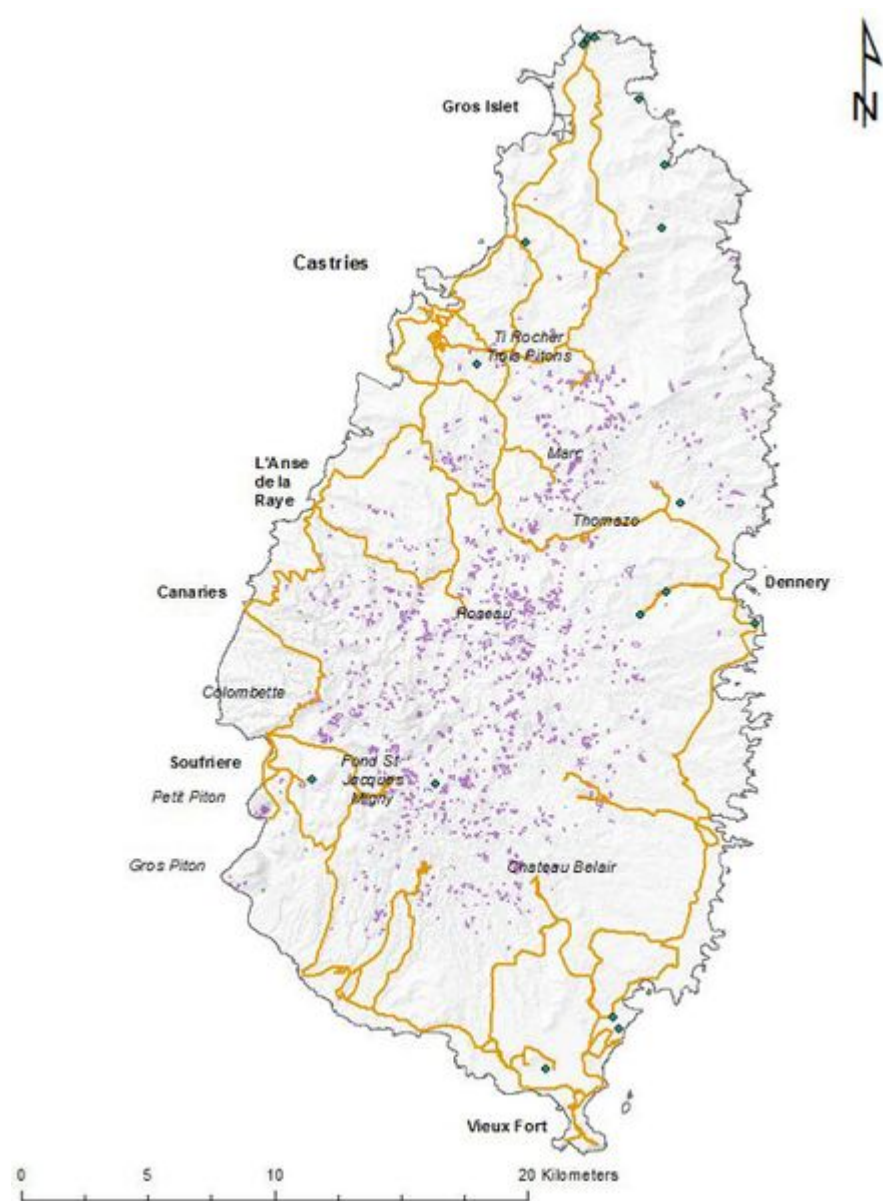 N
Gros Islet
Castries
Ti Rocher
Trois Pitons
Marc
L'Anse
de la
Raye
Thomazo
Dennery
Canaries
Roseau
Colombette
Soufriere
Fond St
Jacques
Migny
Petit Piton
Gros Piton
Chateau Belair
Vieux Fort
0 5 10 20 Kilometers